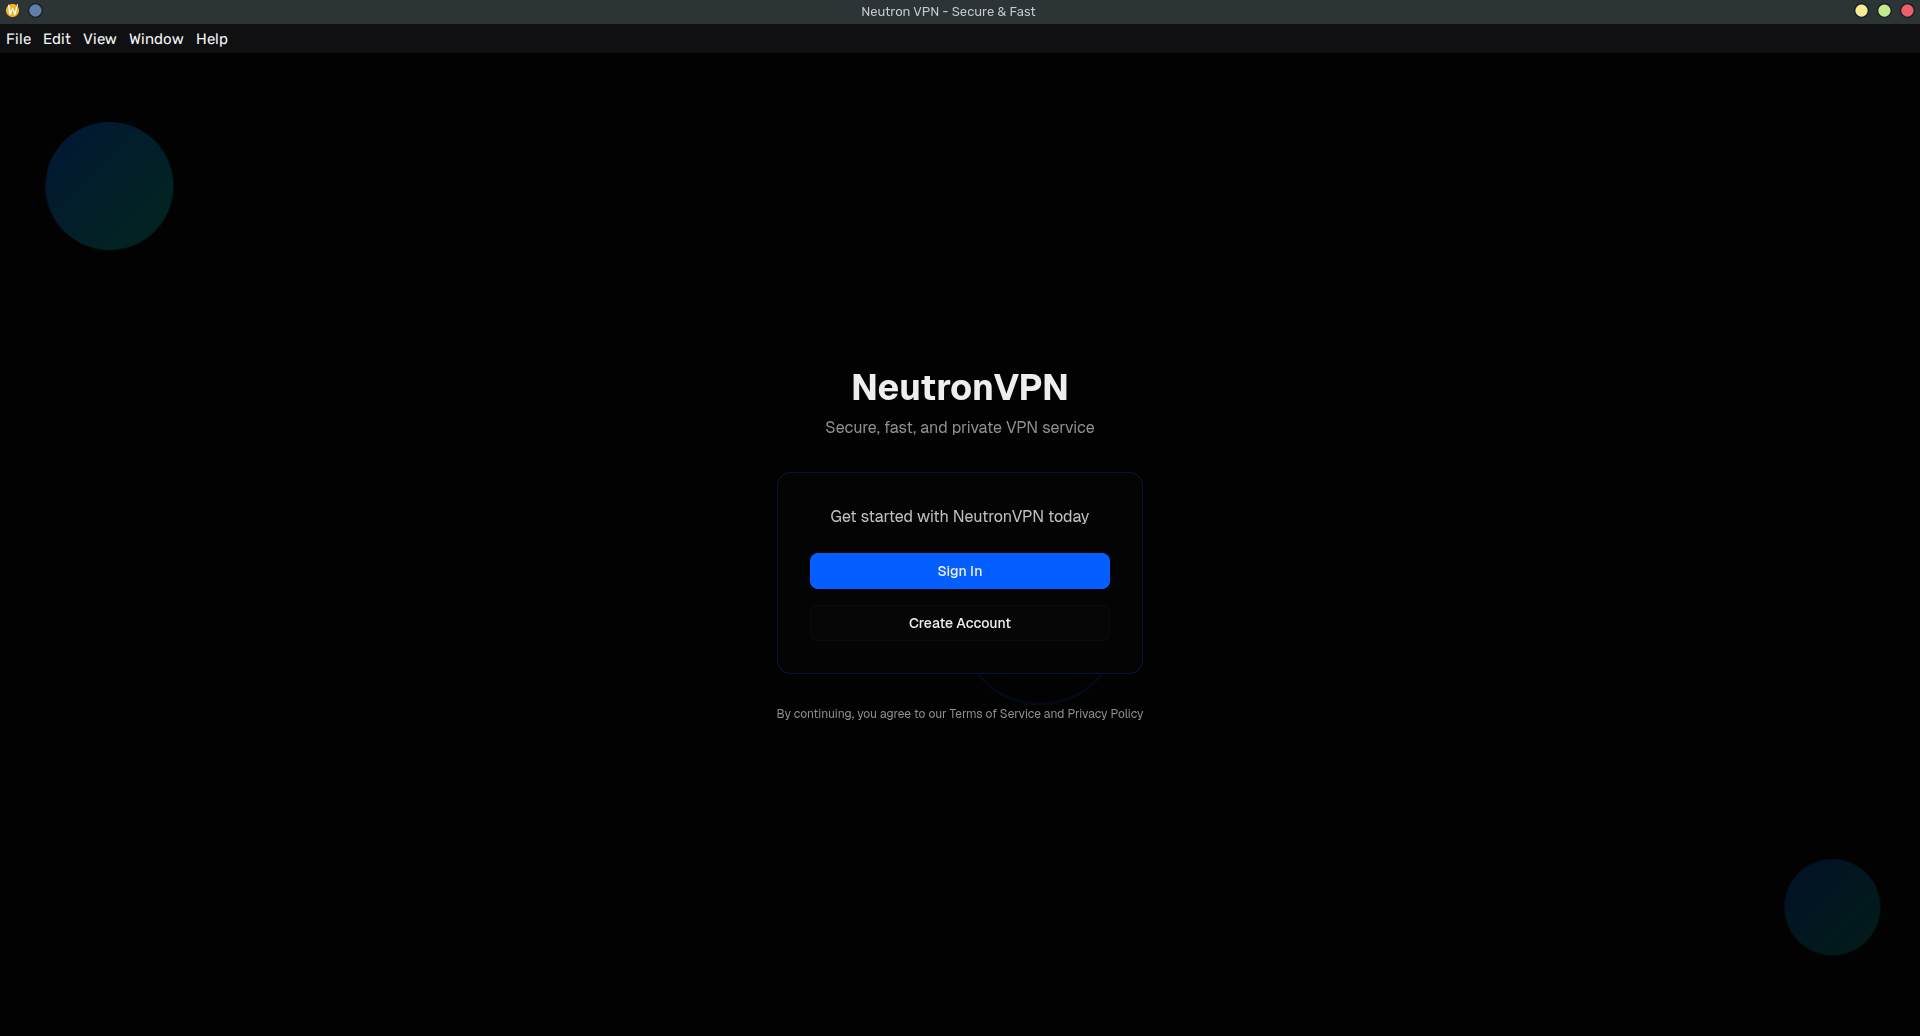 W
Neutron VPN - Secure & Fast
File Edit View Window Help
NeutronVPN
Secure, fast, and private VPN service
Get started with NeutronVPN today
Sign In
Create Account
By continuing, you agree to our Terms of Service and Privacy Policy